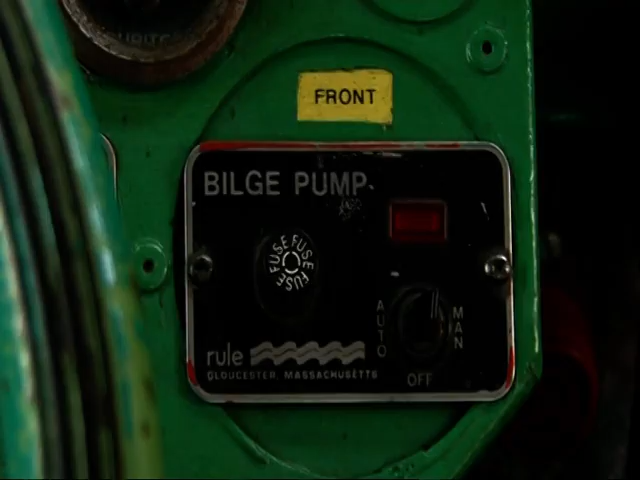 FRONT
BILGE PUMP
FUSE FUSE FUSE
AUTO
MAN
OFF
rule
GLOUCESTER, MASSACHUSETTS